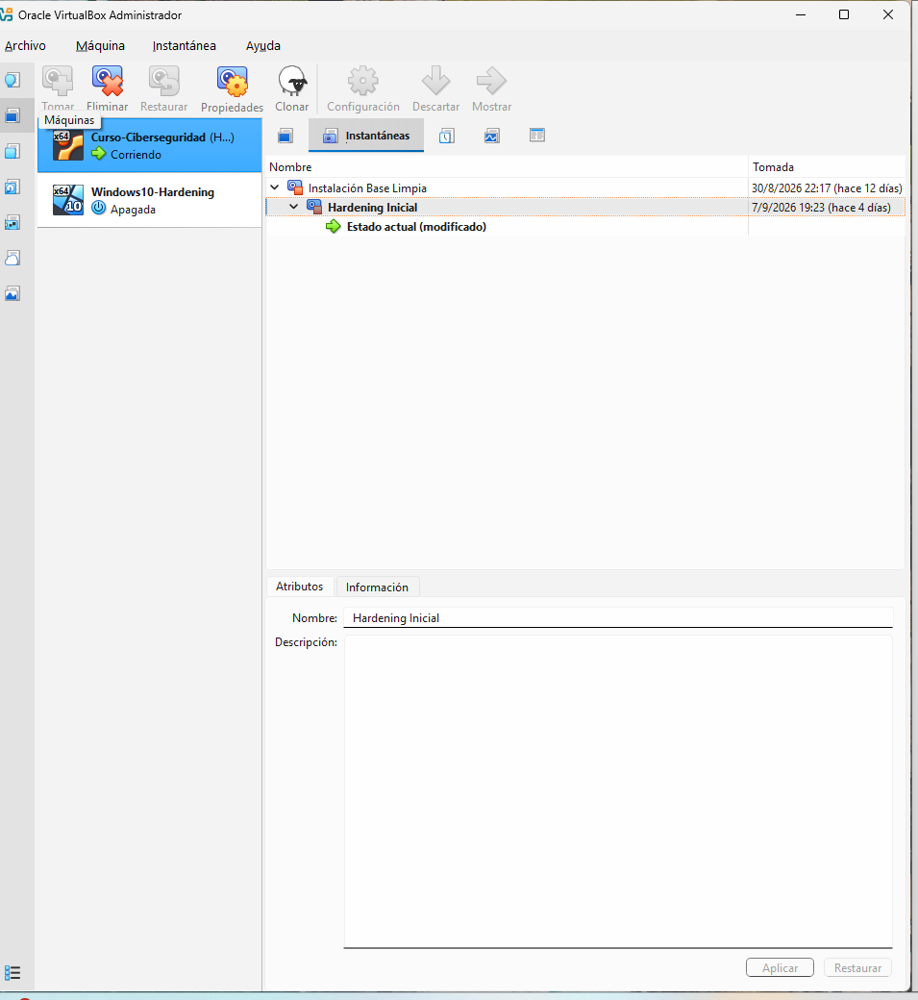 Oracle VirtualBox Administrador
Archivo Máquina Instantánea Ayuda
Tomar Eliminar Restaurar Propiedades Clonar Configuración Descartar Mostrar
Máquinas
x64 Curso-Ciberseguridad (H...)
Corriendo
x64 10 Windows10-Hardening
Apagada
Instantáneas
Nombre Tomada
Instalación Base Limpia 30/8/2026 22:17 (hace 12 días)
Hardening Inicial 7/9/2026 19:23 (hace 4 días)
Estado actual (modificado)
Atributos Información
Nombre: Hardening Inicial
Descripción:
Aplicar Restaurar